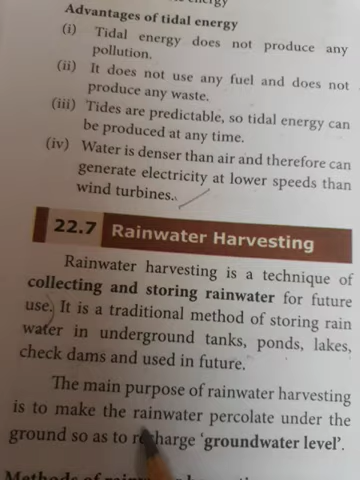 energy
Advantages of tidal energy
(i) Tidal energy does not produce any
pollution.
(ii) It does not use any fuel and does not
produce any waste.
(iii) Tides are predictable, so tidal energy can
be produced at any time.
(iv) Water is denser than air and therefore can
generate electricity at lower speeds than
wind turbines.
22.7 Rainwater Harvesting
Rainwater harvesting is a technique of
collecting and storing rainwater for future
use. It is a traditional method of storing rain
water in underground tanks, ponds, lakes,
check dams and used in future.
The main purpose of rainwater harvesting
is to make the rainwater percolate under the
ground so as to recharge ‘groundwater level’.
Methods of